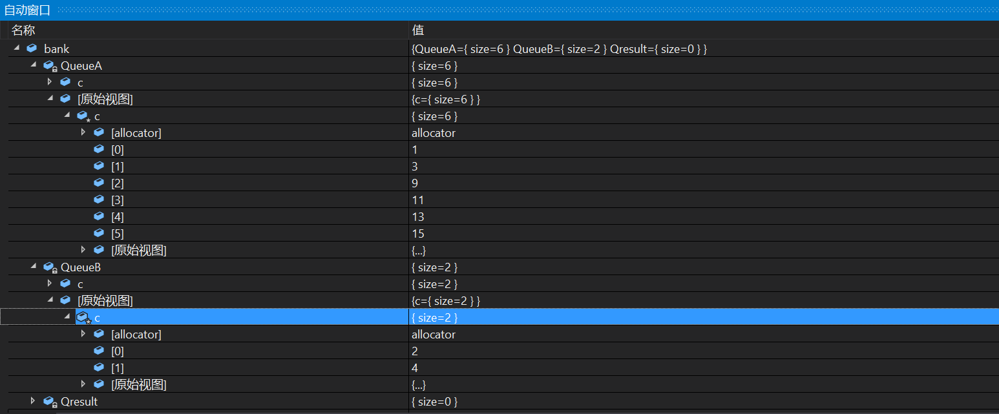 自动窗口
名称 值
bank {QueueA={ size=6 } QueueB={ size=2 } Qresult={ size=0 } }
QueueA { size=6 }
c { size=6 }
[原始视图] {c={ size=6 } }
c { size=6 }
[allocator] allocator
[0] 1
[1] 3
[2] 9
[3] 11
[4] 13
[5] 15
[原始视图] {...}
QueueB { size=2 }
c { size=2 }
[原始视图] {c={ size=2 } }
c { size=2 }
[allocator] allocator
[0] 2
[1] 4
[原始视图] {...}
Qresult { size=0 }